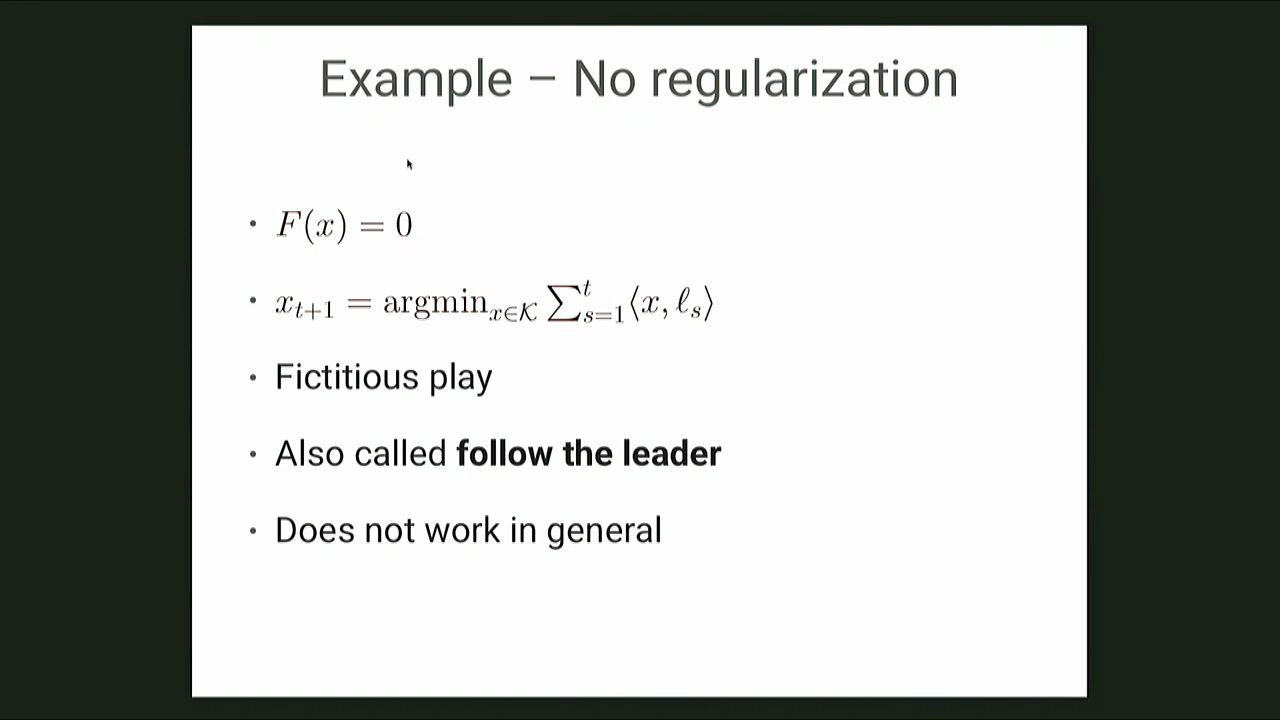 Example – No regularization
• F(x) = 0
• x_{t+1} = argmin_{x∈𝒦} ∑_{s=1}^{t} ⟨x, ℓ_s⟩
• Fictitious play
• Also called follow the leader
• Does not work in general